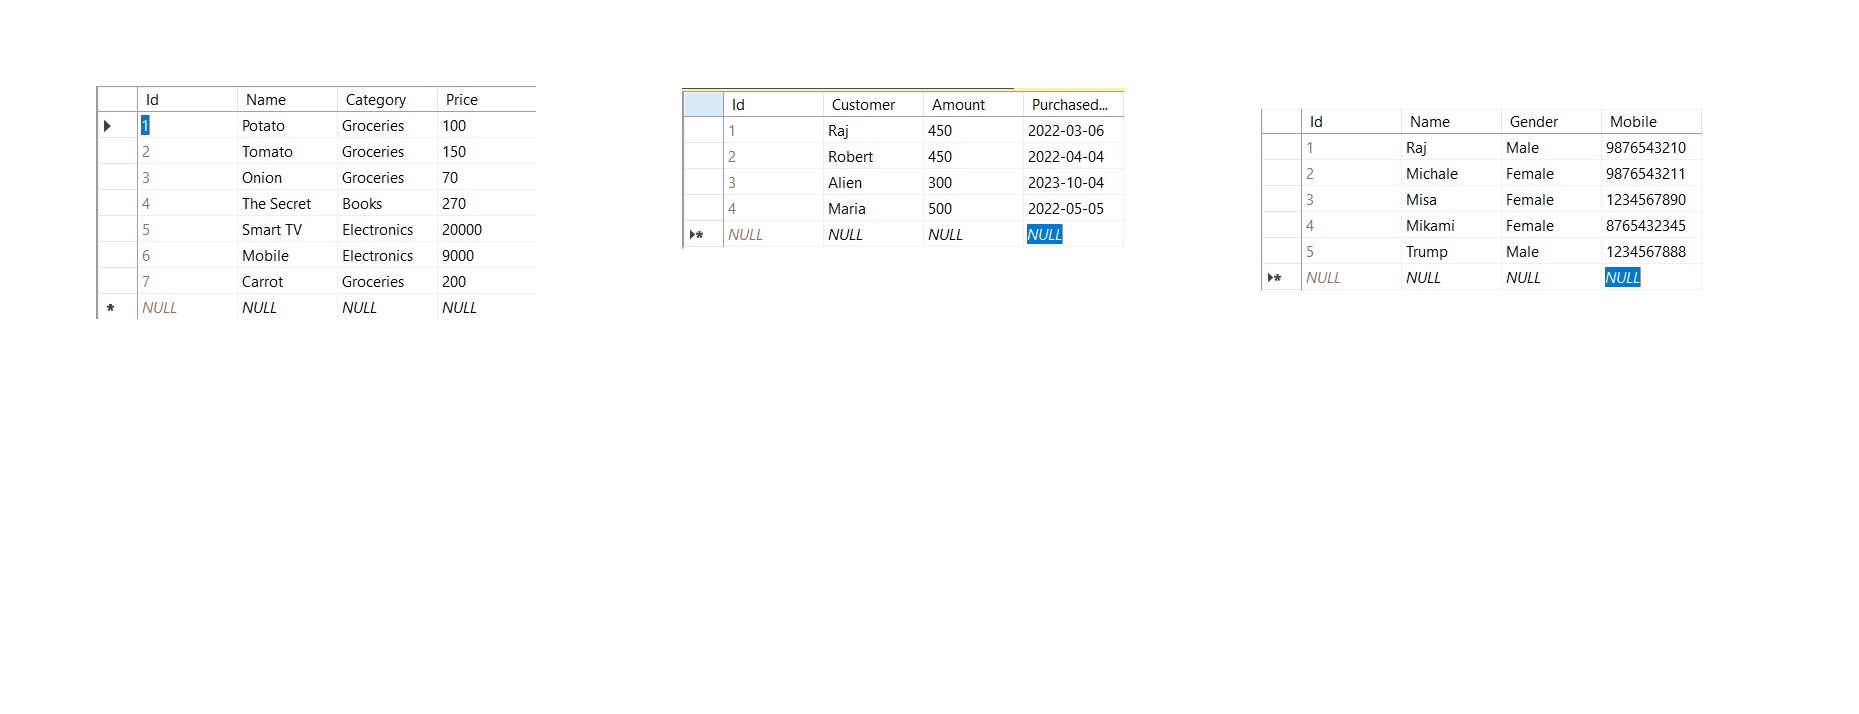 Id Name Category Price
1 Potato Groceries 100
2 Tomato Groceries 150
3 Onion Groceries 70
4 The Secret Books 270
5 Smart TV Electronics 20000
6 Mobile Electronics 9000
7 Carrot Groceries 200
* NULL NULL NULL NULL
Id Customer Amount Purchased...
1 Raj 450 2022-03-06
2 Robert 450 2022-04-04
3 Alien 300 2023-10-04
4 Maria 500 2022-05-05
* NULL NULL NULL NULL
Id Name Gender Mobile
1 Raj Male 9876543210
2 Michale Female 9876543211
3 Misa Female 1234567890
4 Mikami Female 8765432345
5 Trump Male 1234567888
* NULL NULL NULL NULL